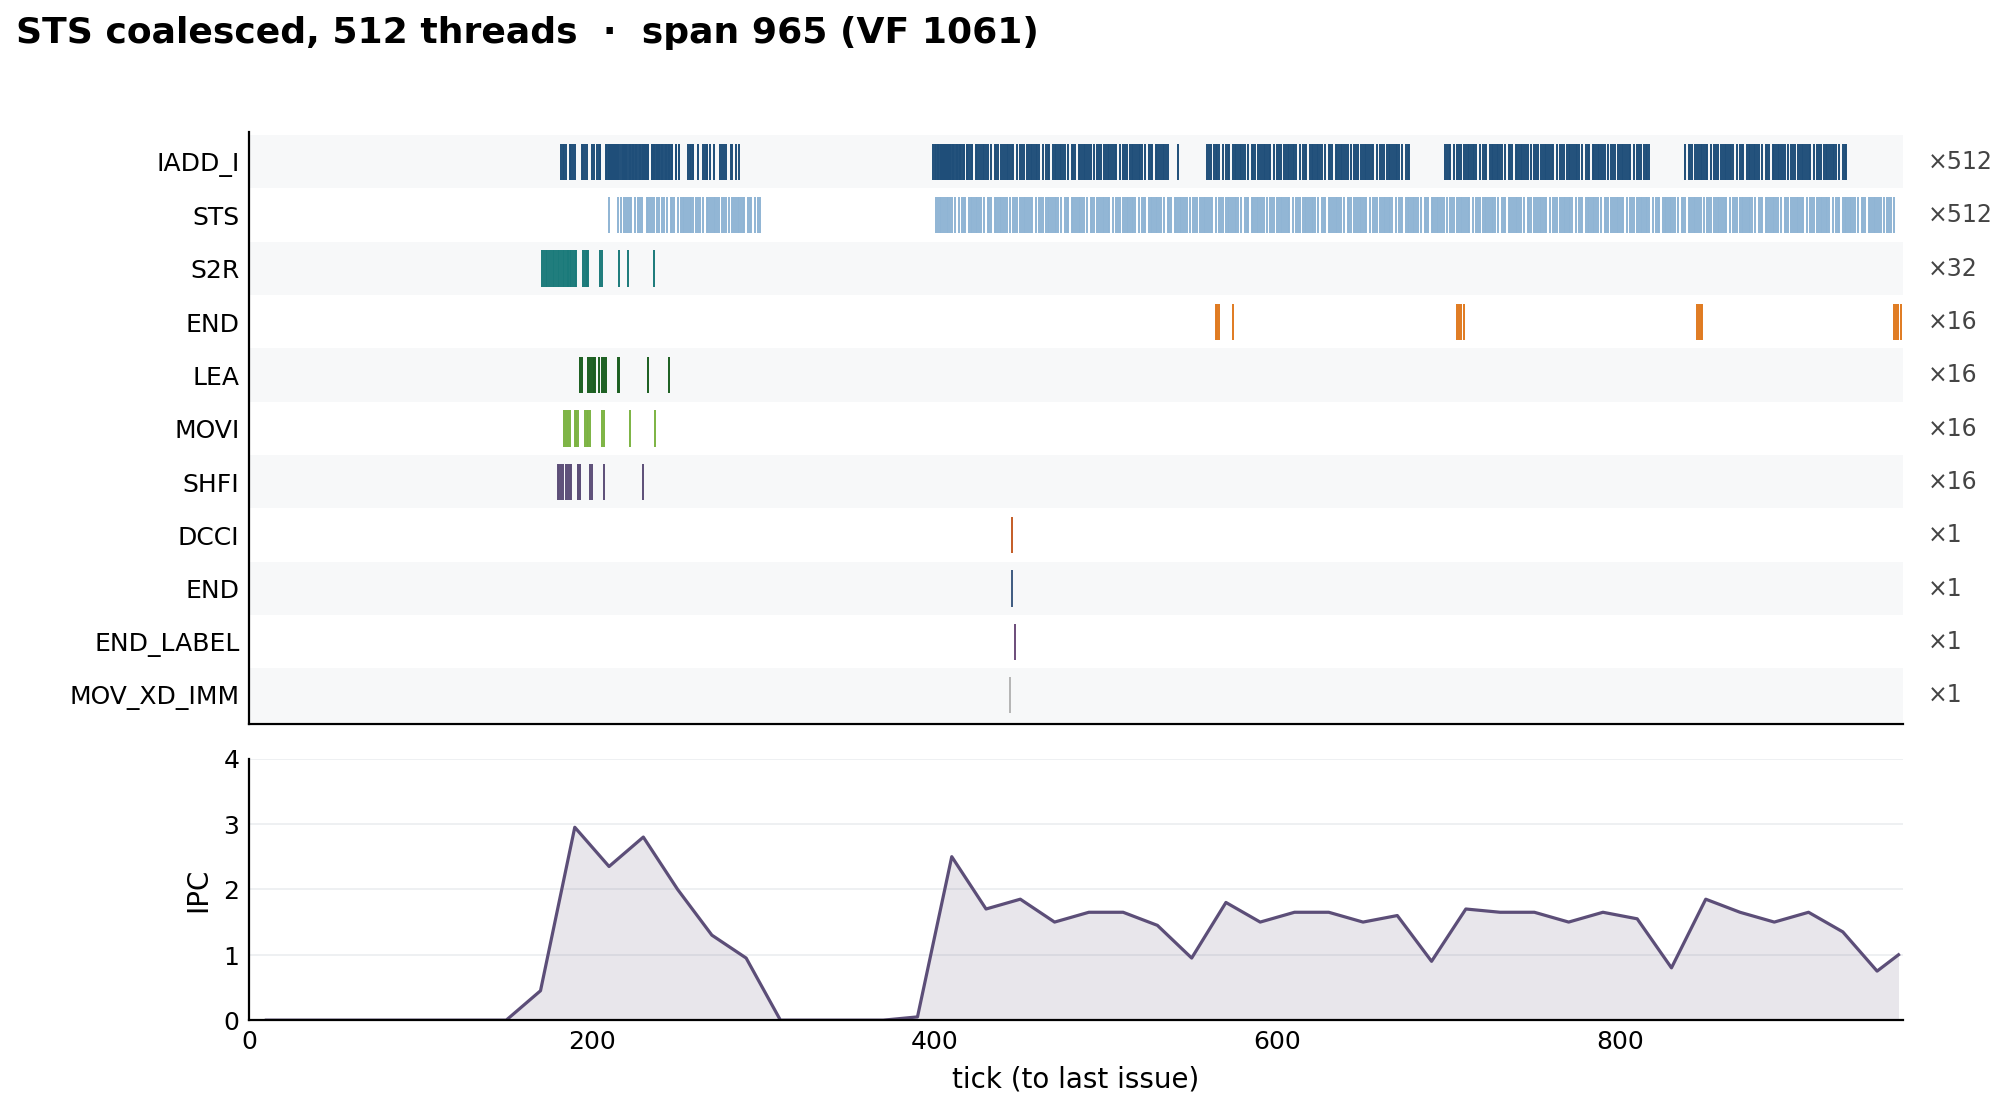 STS coalesced, 512 threads · span 965 (VF 1061)
IADD_I ×512
STS ×512
S2R ×32
END ×16
LEA ×16
MOVI ×16
SHFI ×16
DCCI ×1
END ×1
END_LABEL ×1
MOV_XD_IMM ×1
4
3
2
1
0
IPC
0 200 400 600 800
tick (to last issue)